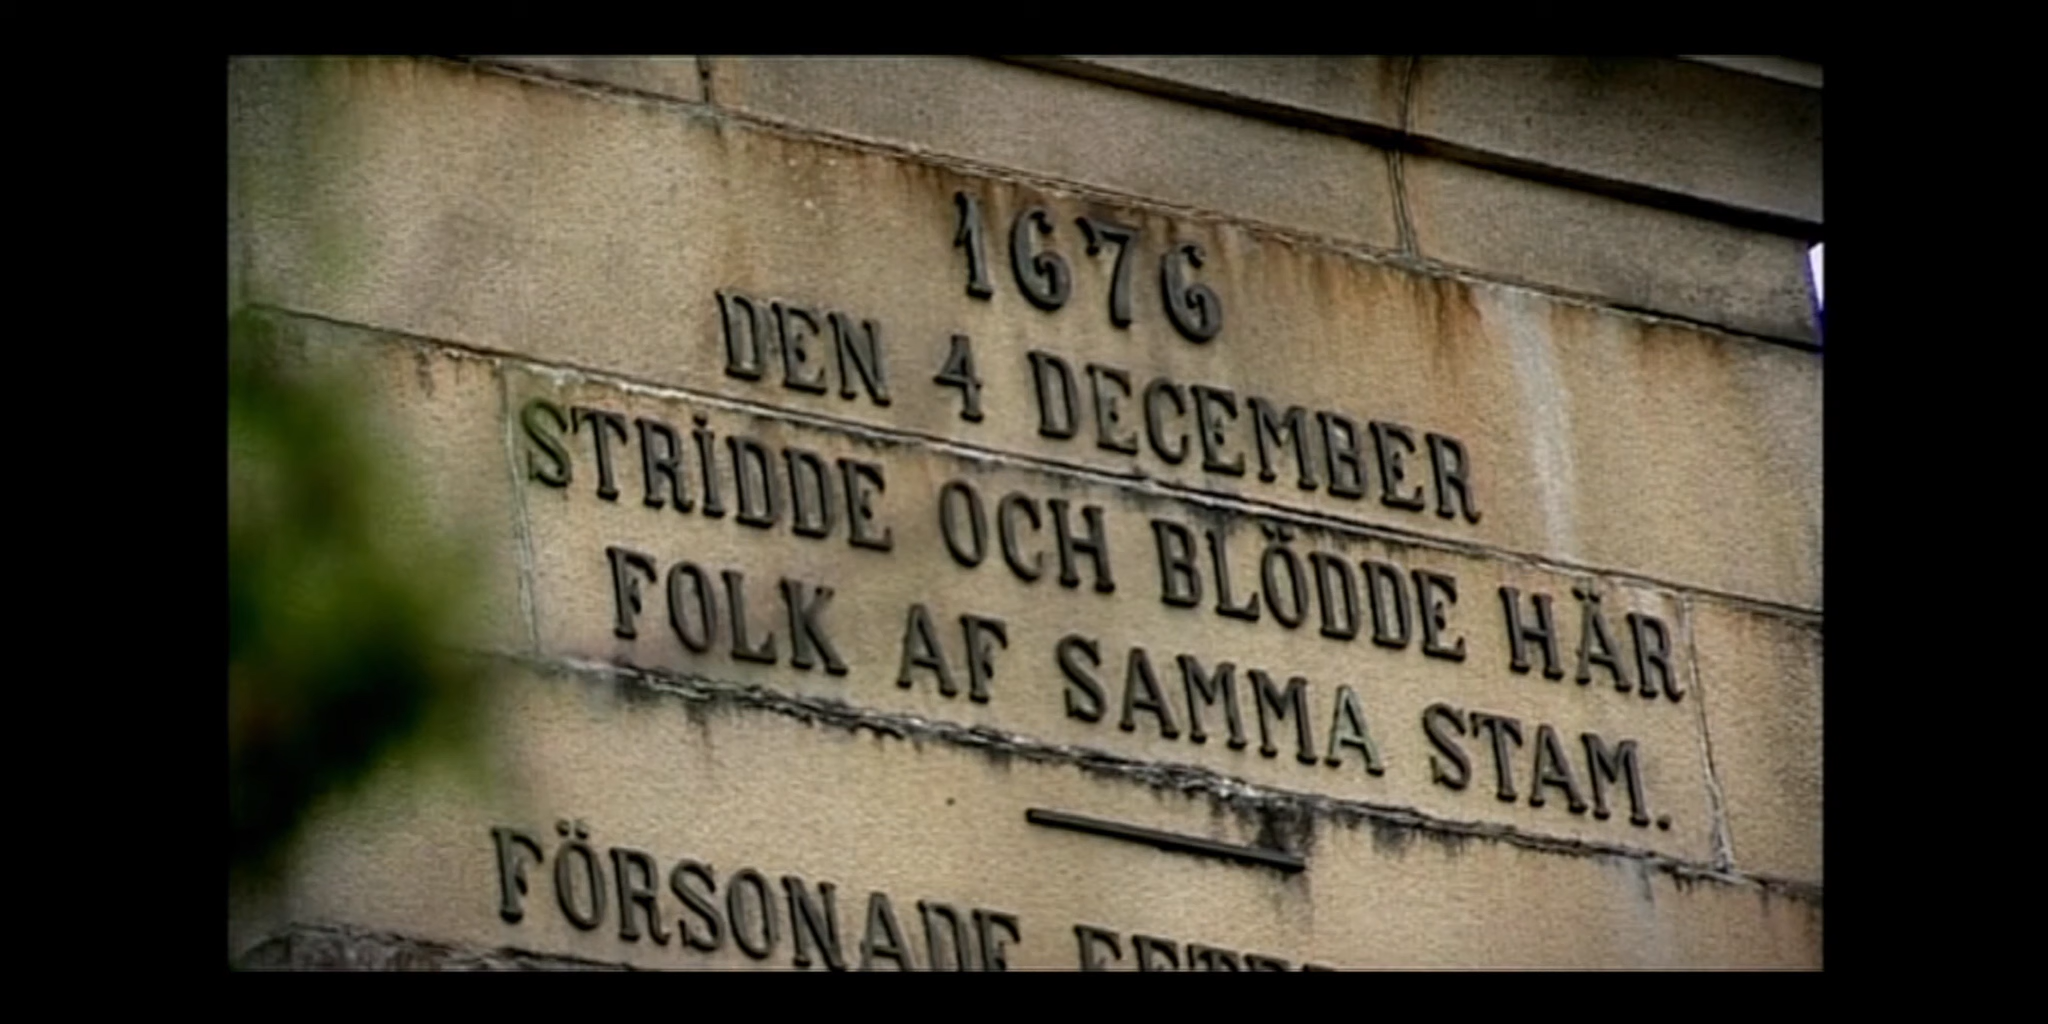 1676
DEN 4 DECEMBER
STRIDDE OCH BLÖDDE HÄR
FOLK AF SAMMA STAM.
FÖRSONADE